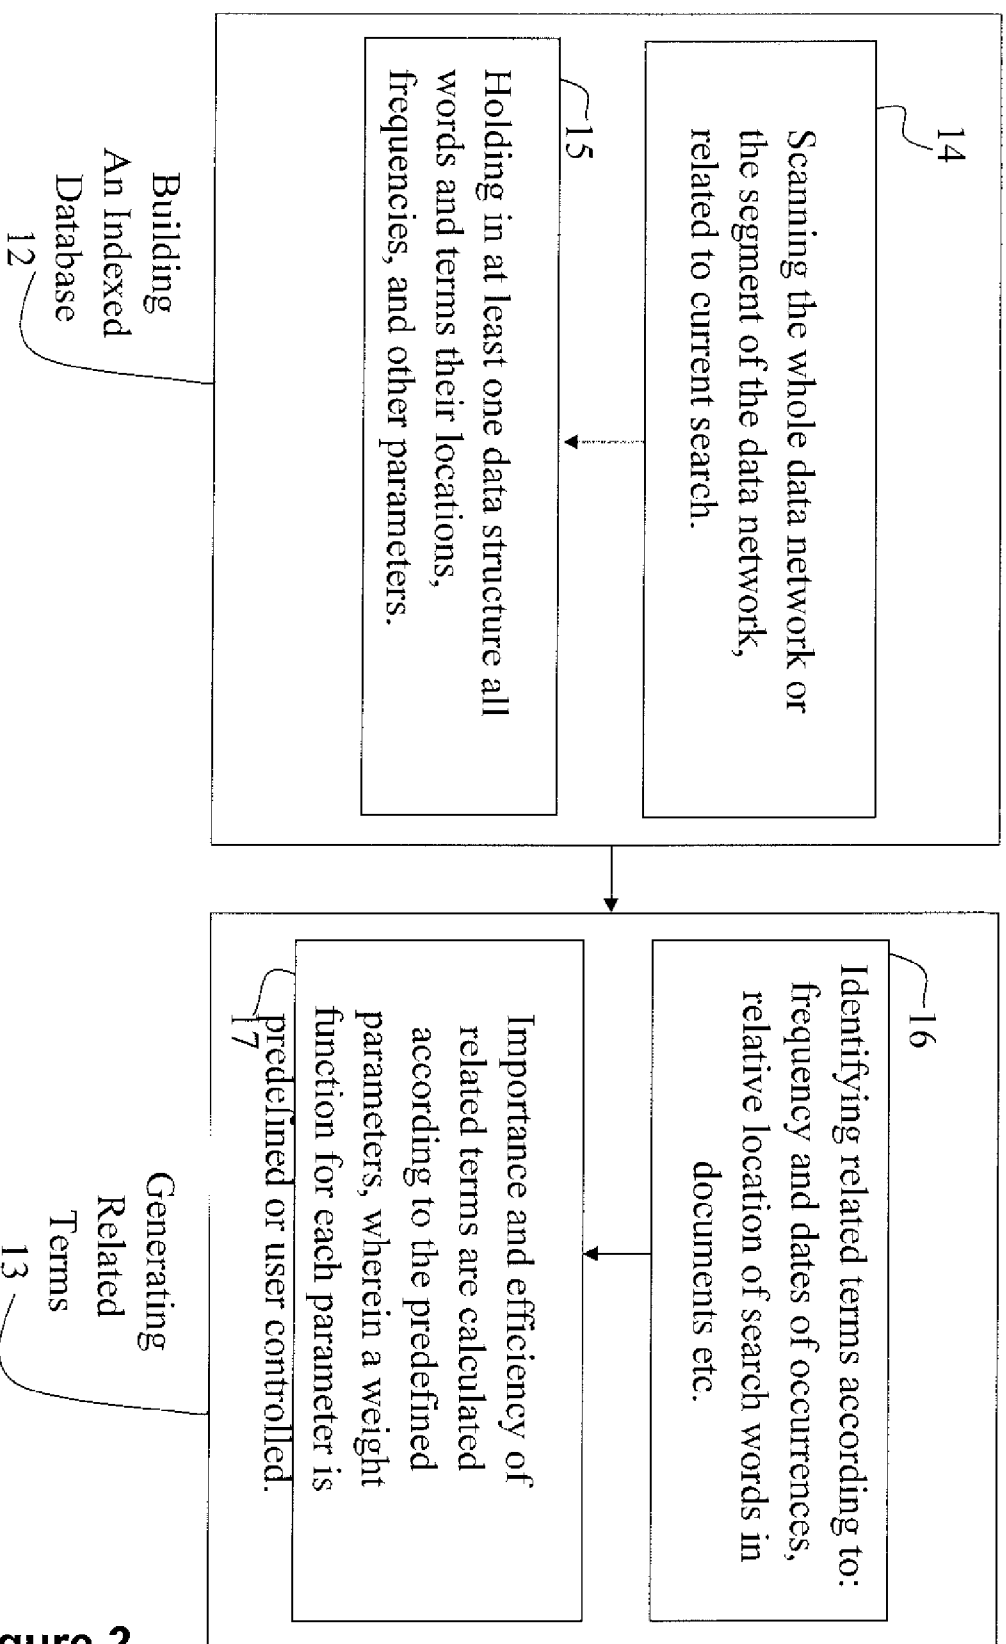 14
Scanning the whole data network or
the segment of the data network,
related to current search.
15
Holding in at least one data structure all
words and terms their locations,
frequencies, and other parameters.
Building
An Indexed
Database
12
16
Identifying related terms according to:
frequency and dates of occurrences,
relative location of search words in
documents etc.
Importance and efficiency of
related terms are calculated
according to the predefined
parameters, wherein a weight
function for each parameter is
predefined or user controlled.
17
Generating
Related
Terms
13